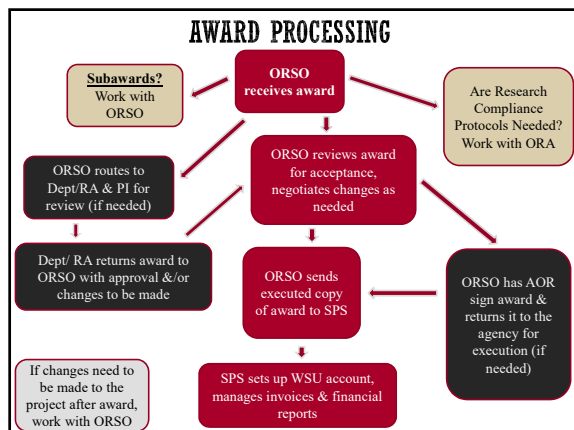 AWARD PROCESSING
Subawards?
Work with
ORSO
ORSO
receives award
Are Research
Compliance
Protocols Needed?
Work with ORA
ORSO routes to
Dept/RA & PI for
review (if needed)
ORSO reviews award
for acceptance,
negotiates changes as
needed
Dept/ RA returns award to
ORSO with approval &/or
changes to be made
ORSO sends
executed copy
of award to SPS
ORSO has AOR
sign award &
returns it to the
agency for
execution (if
needed)
If changes need
to be
made to the
project after award,
work with ORSO
SPS sets up WSU account,
manages invoices & financial
reports